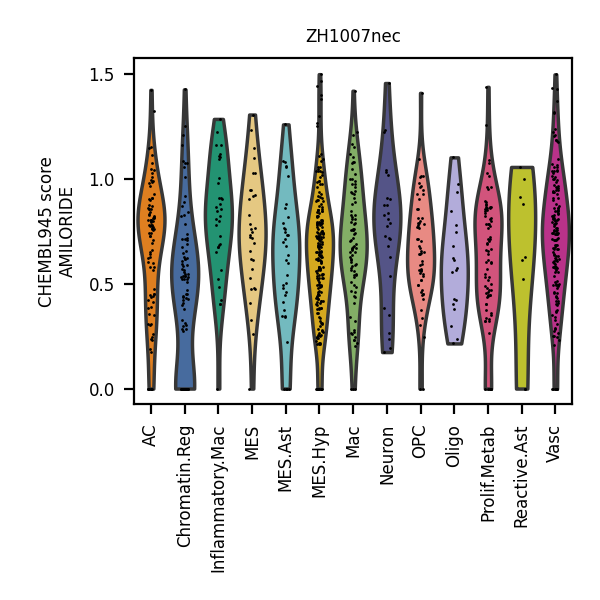 ZH1007nec
CHEMBL945 score
AMILORIDE
1.5
1.0
0.5
0.0
AC
Chromatin.Reg
Inflammatory.Mac
MES
MES.Ast
MES.Hyp
Mac
Neuron
OPC
Oligo
Prolif.Metab
Reactive.Ast
Vasc